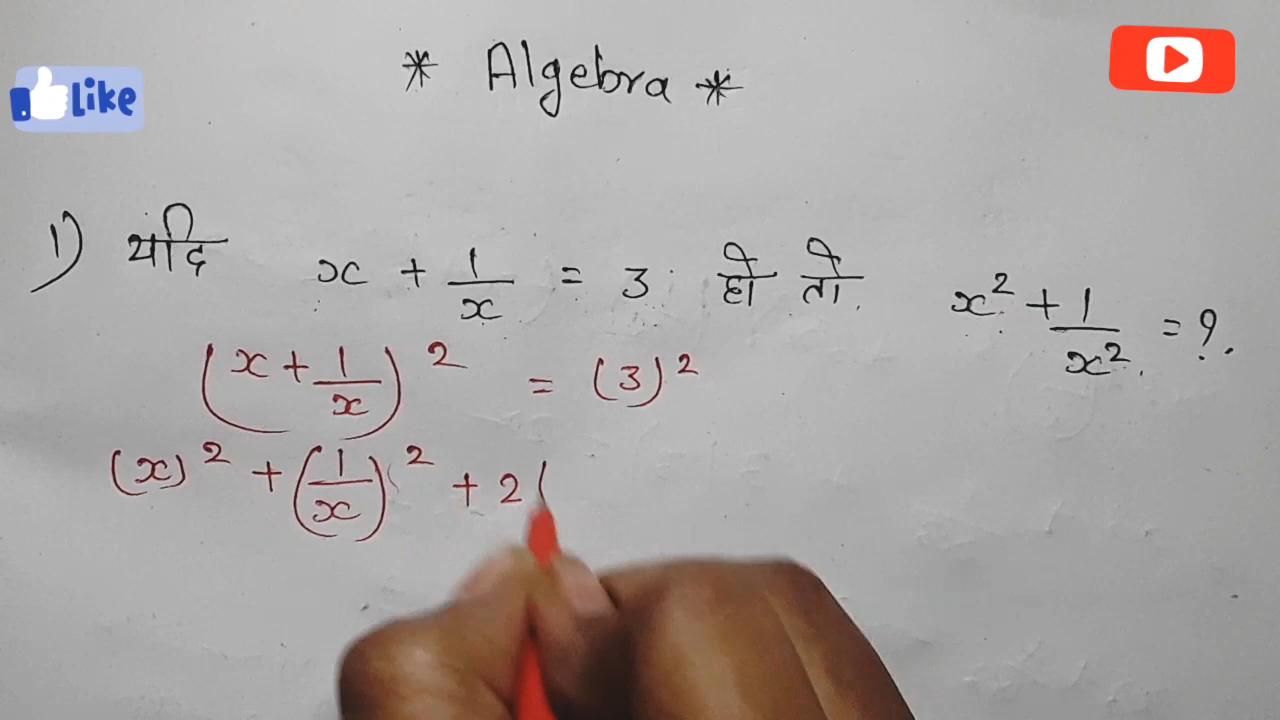 * Algebra *
Like
1) यदि x + 1/x = 3 हो तो x² + 1/x² = ?.
(x + 1/x)² = (3)²
(x)² + (1/x)² + 2(